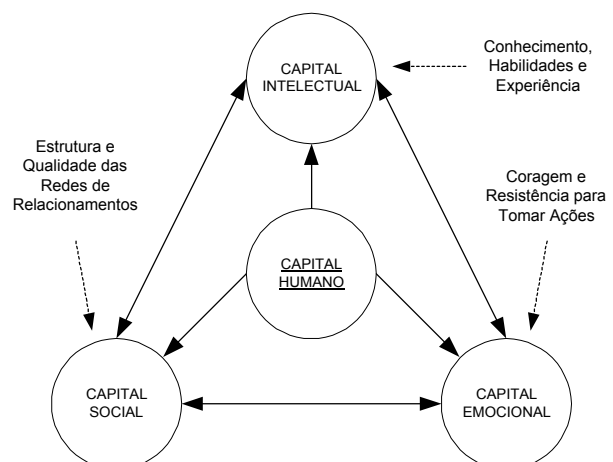 CAPITAL
INTELECTUAL
Conhecimento,
Habilidades e
Experiência
Estrutura e
Qualidade das
Redes de
Relacionamentos
Coragem e
Resistência para
Tomar Ações
CAPITAL
HUMANO
CAPITAL
SOCIAL
CAPITAL
EMOCIONAL